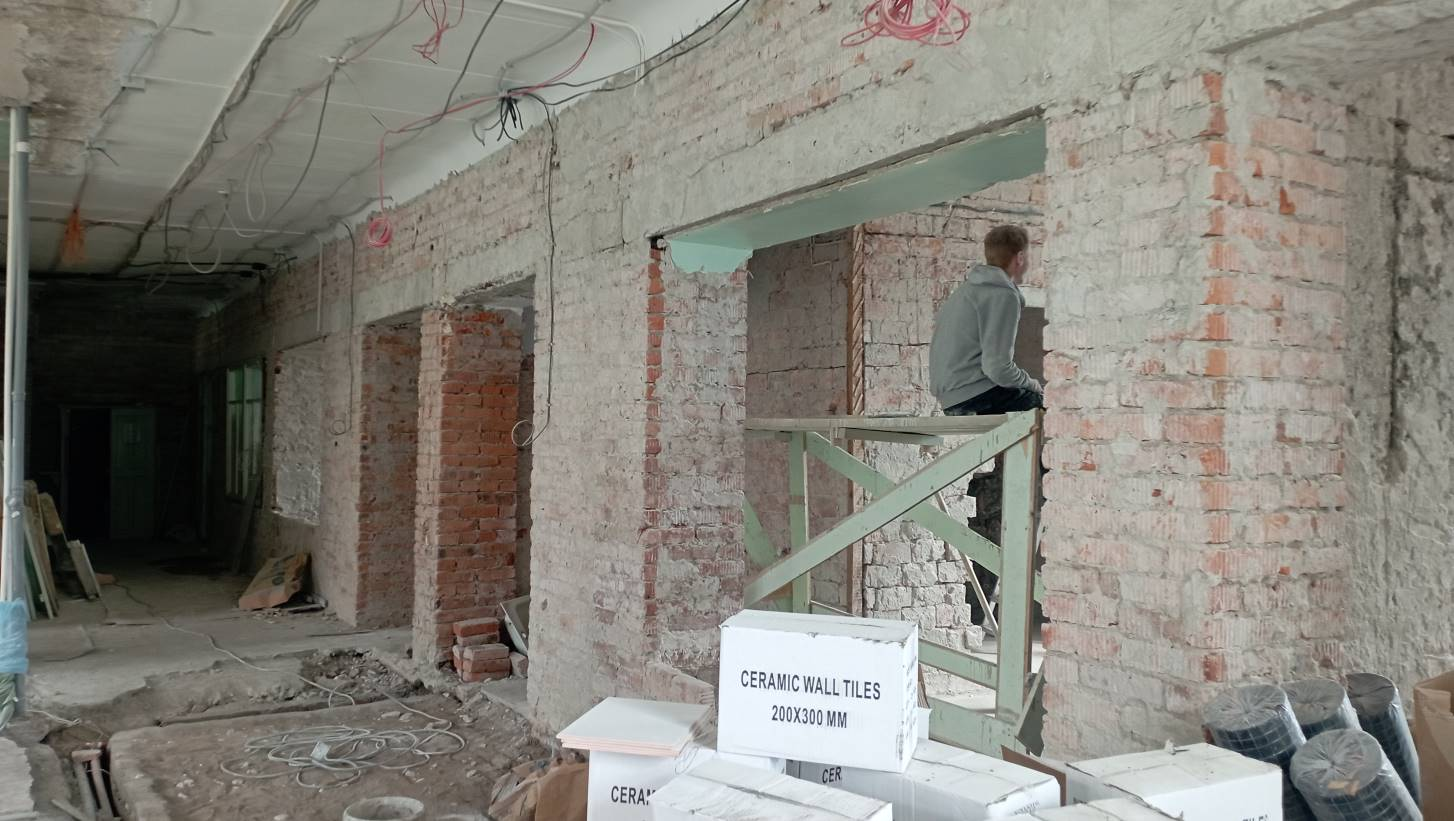 CERAMIC WALL TILES
200X300 MM
CERAM
CER